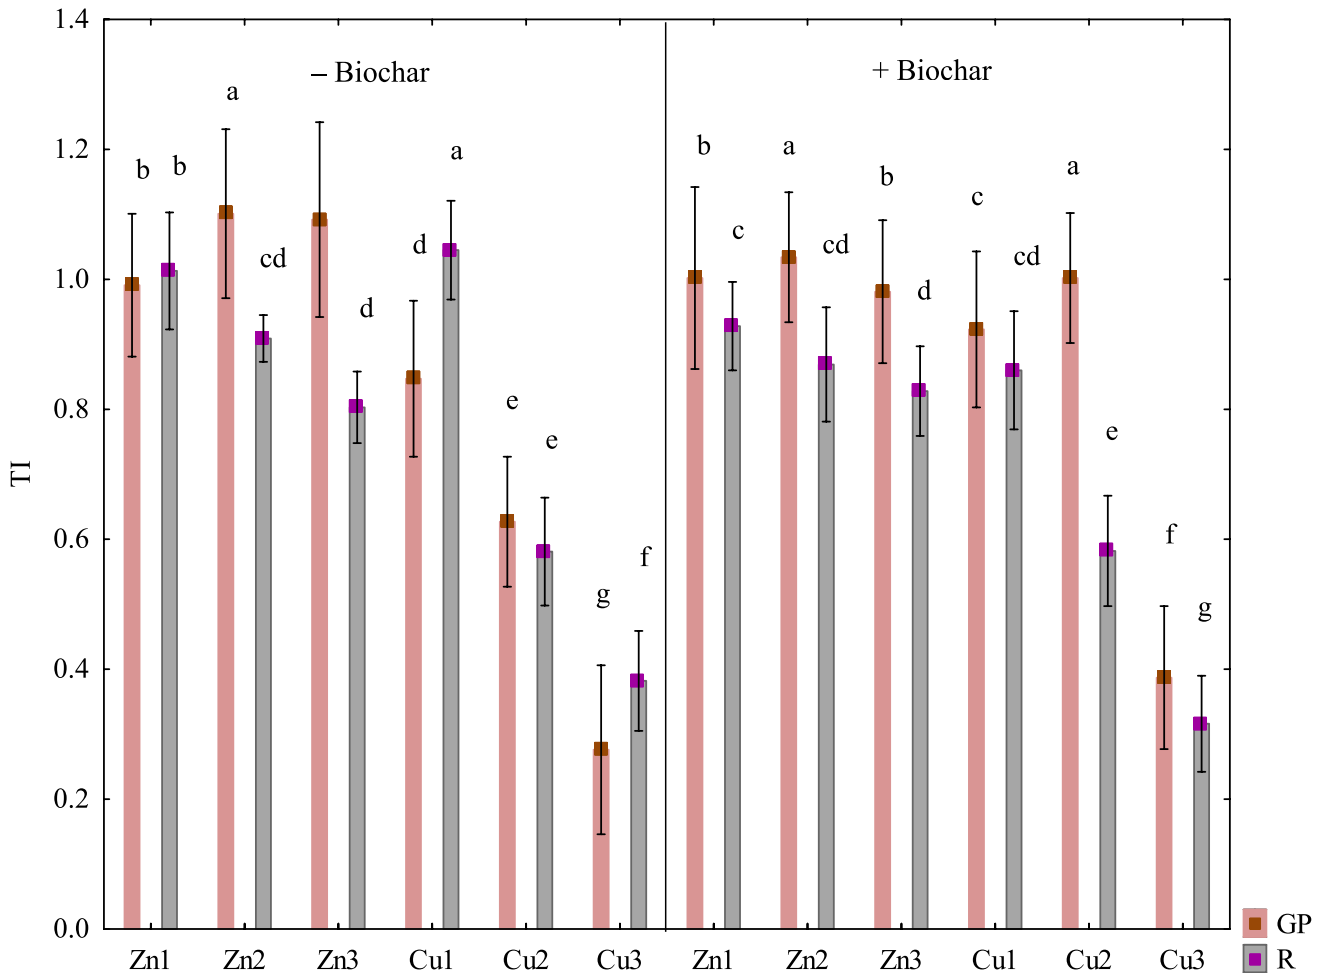 1.4
– Biochar
+ Biochar
a
1.2
b
b
a
b
a
b
a
c
d
c
cd
cd
cd
1.0
d
d
0.8
e
e
e
TI
0.6
f
f
g
g
0.4
0.2
0.0
Zn1 Zn2 Zn3 Cu1 Cu2 Cu3 Zn1 Zn2 Zn3 Cu1 Cu2 Cu3
GP
R